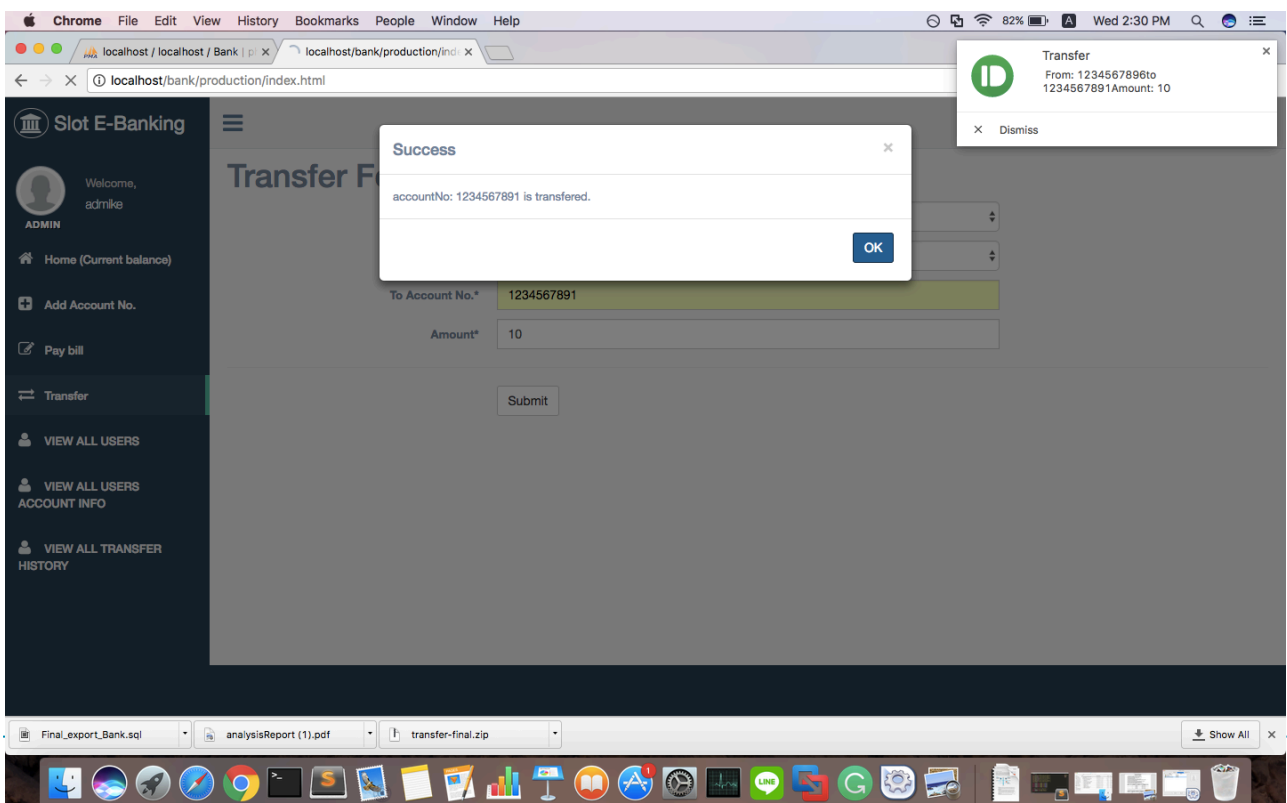 Chrome File Edit View History Bookmarks People Window Help
82% A Wed 2:30 PM
localhost / localhost / Bank | ph
localhost/bank/production/inde
localhost/bank/production/index.html
Transfer
From: 1234567896to
1234567891Amount: 10
Dismiss
Slot E-Banking
Welcome,
admike
ADMIN
Home (Current balance)
Add Account No.
Pay bill
Transfer
VIEW ALL USERS
VIEW ALL USERS
ACCOUNT INFO
VIEW ALL TRANSFER
HISTORY
Transfer F
Success
accountNo: 1234567891 is transfered.
OK
To Account No.* 1234567891
Amount* 10
Submit
Final_export_Bank.sql
analysisReport (1).pdf
transfer-final.zip
Show All
LINE